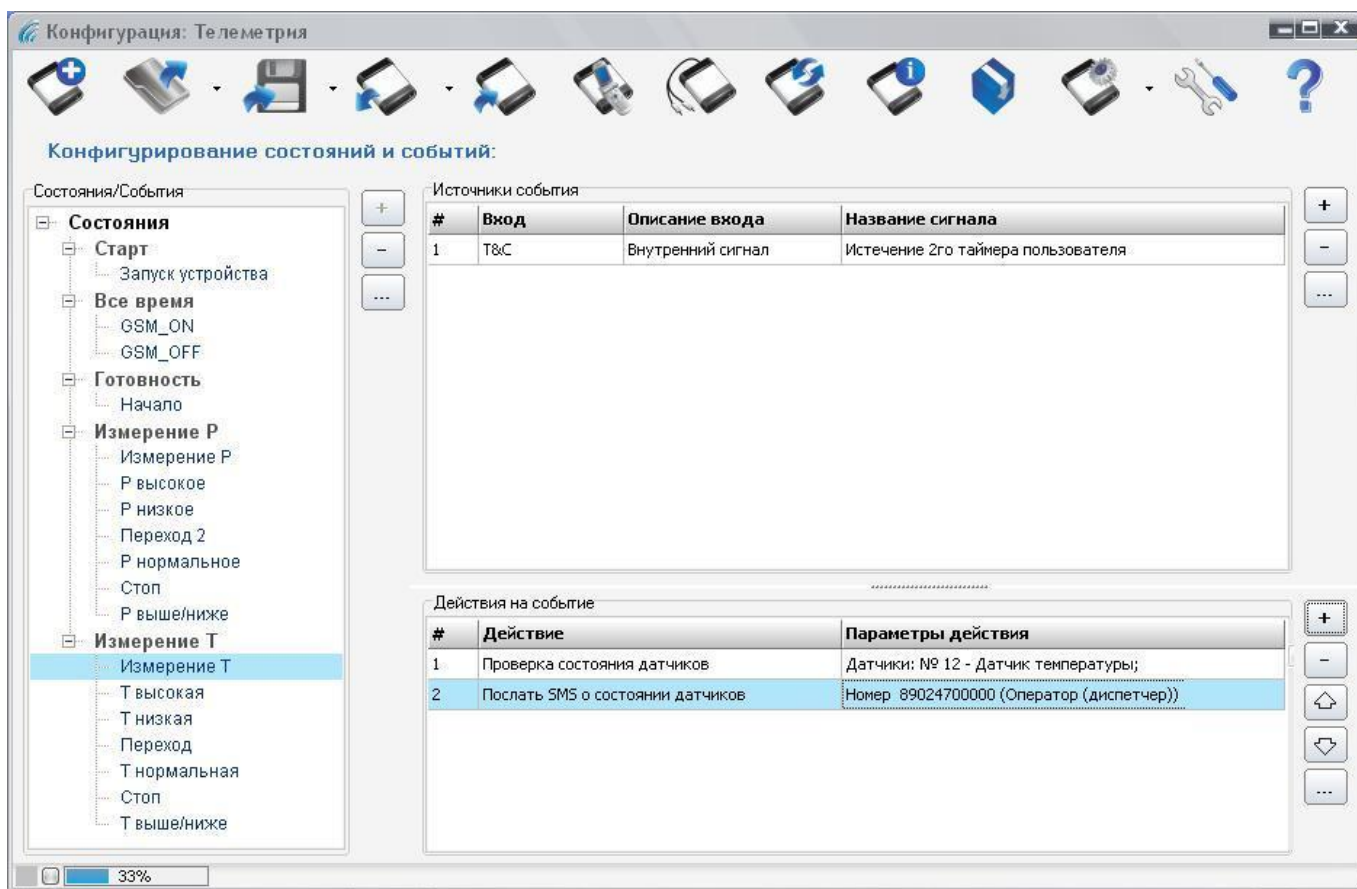 Конфигурация: Телеметрия
Конфигурирование состояний и событий:
Состояния/События
Состояния
Старт
Запуск устройства
Все время
GSM_ON
GSM_OFF
Готовность
Начало
Измерение Р
Измерение Р
Р высокое
Р низкое
Переход 2
Р нормальное
Стоп
Р выше/ниже
Измерение Т
Измерение Т
Т высокая
Т низкая
Переход
Т нормальная
Стоп
Т выше/ниже
+
-
...
Источники события
# Вход Описание входа Название сигнала
1 T&C Внутренний сигнал Истечение 2го таймера пользователя
+
-
...
Действия на событие
# Действие Параметры действия
1 Проверка состояния датчиков Датчики: № 12 - Датчик температуры;
2 Послать SMS о состоянии датчиков Номер 89024700000 (Оператор (диспетчер))
+
-
...
33%